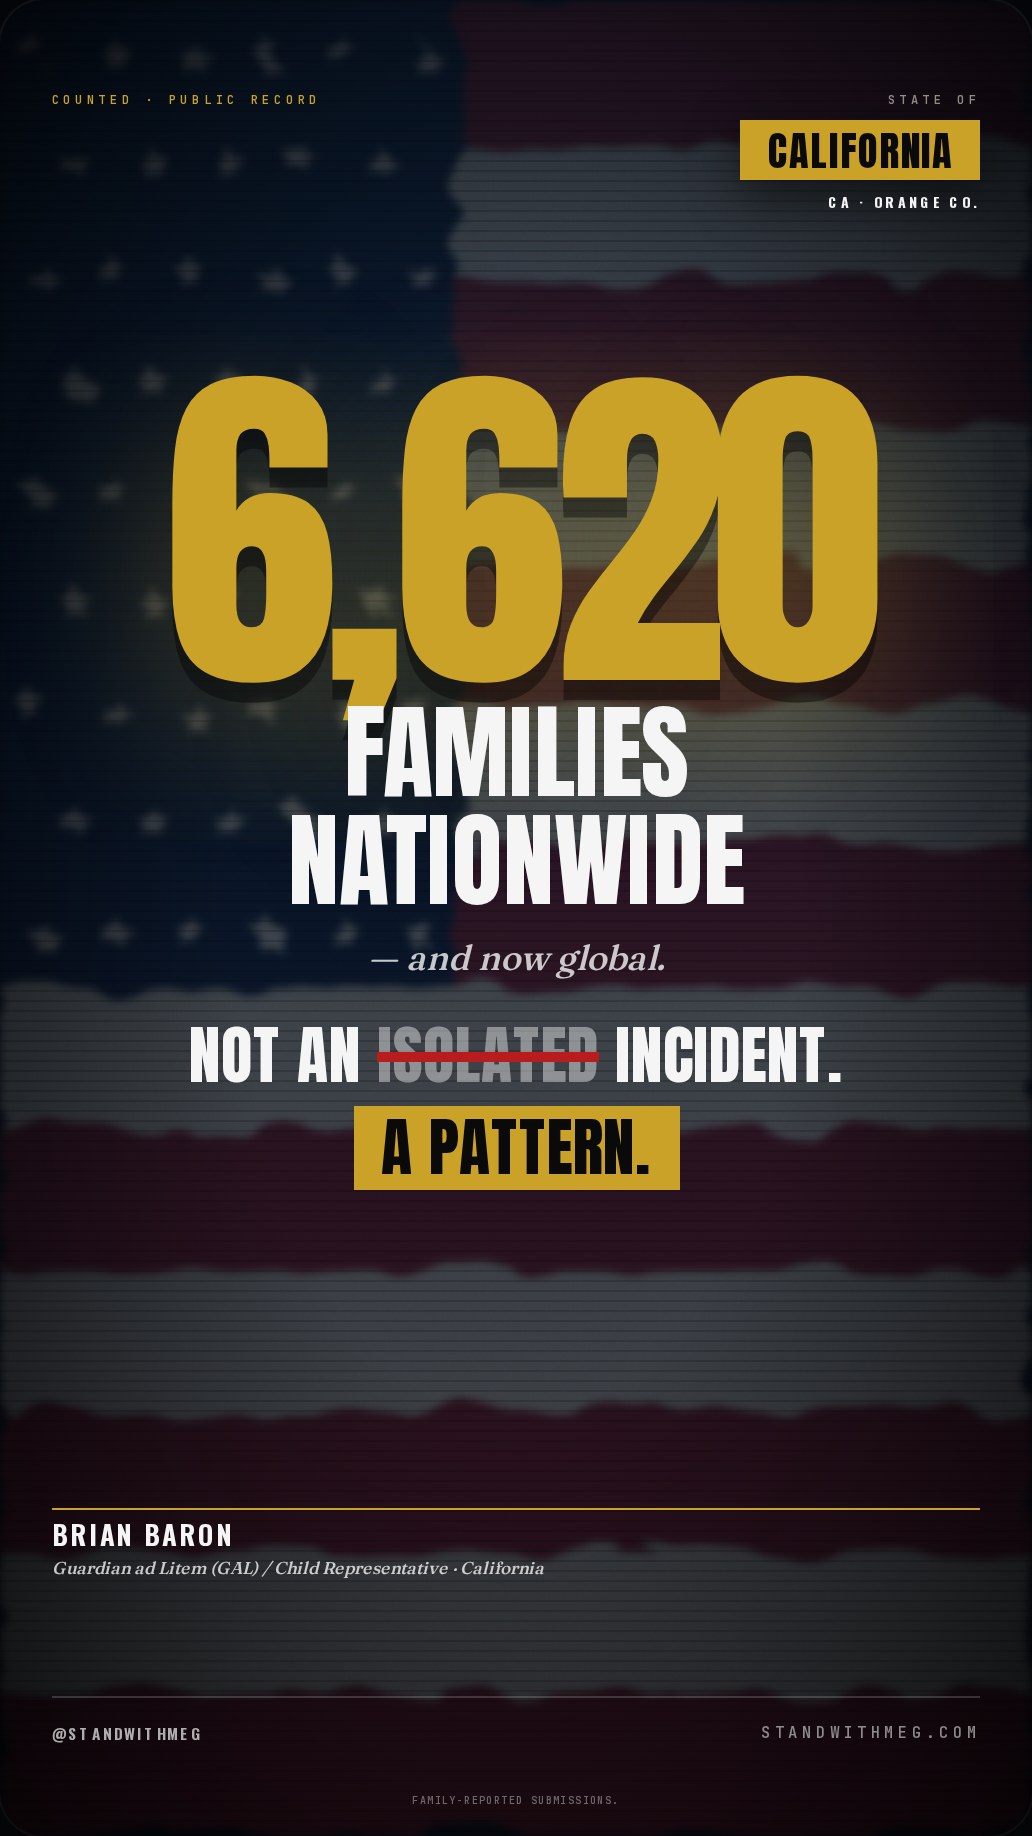 COUNTED · PUBLIC RECORD
STATE OF
CALIFORNIA
CA · ORANGE CO.
6,620
FAMILIES
NATIONWIDE
— and now global.
NOT AN ISOLATED INCIDENT.
A PATTERN.
BRIAN BARON
Guardian ad Litem (GAL) / Child Representative · California
@STANDWITHMEG
STANDWITHMEG.COM
FAMILY-REPORTED SUBMISSIONS.